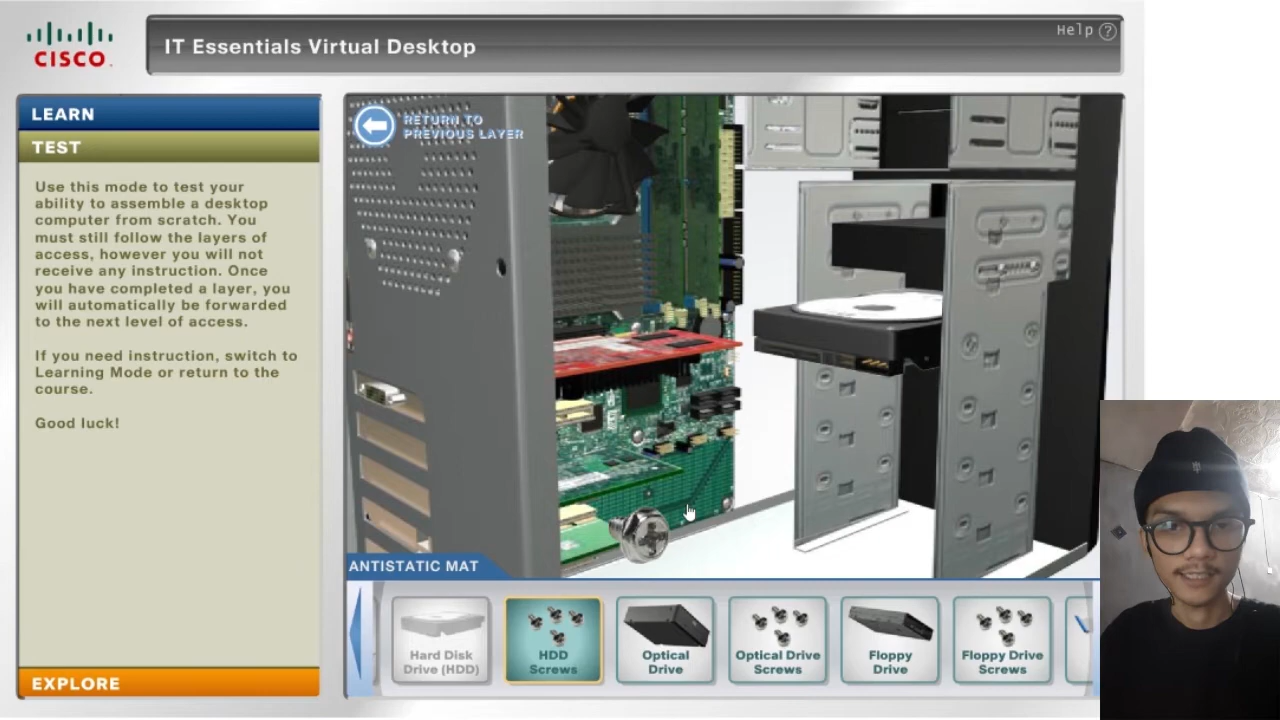 CISCO
IT Essentials Virtual Desktop
Help ?
LEARN
TEST
Use this mode to test your
ability to assemble a desktop
computer from scratch. You
must still follow the layers of
access, however you will not
receive any instruction. Once
you have completed a layer, you
will automatically be forwarded
to the next level of access.
If you need instruction, switch to
Learning Mode or return to the
course.
Good luck!
EXPLORE
RETURN TO
PREVIOUS LAYER
ANTISTATIC MAT
Hard Disk
Drive (HDD)
HDD
Screws
Optical
Drive
Optical Drive
Screws
Floppy
Drive
Floppy Drive
Screws